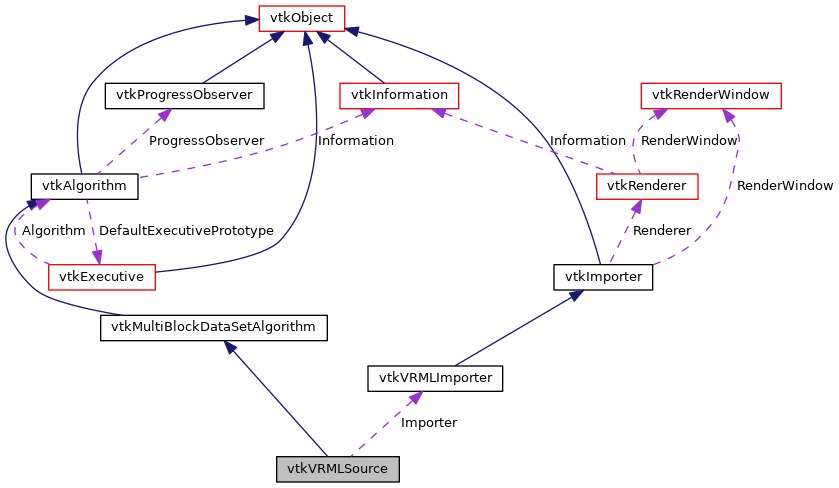 vtkObject
vtkProgressObserver
vtkInformation
vtkRenderWindow
ProgressObserver
Information
Information
RenderWindow
vtkAlgorithm
vtkRenderer
RenderWindow
Algorithm
DefaultExecutivePrototype
Renderer
vtkExecutive
vtkImporter
vtkMultiBlockDataSetAlgorithm
vtkVRMLImporter
Importer
vtkVRMLSource